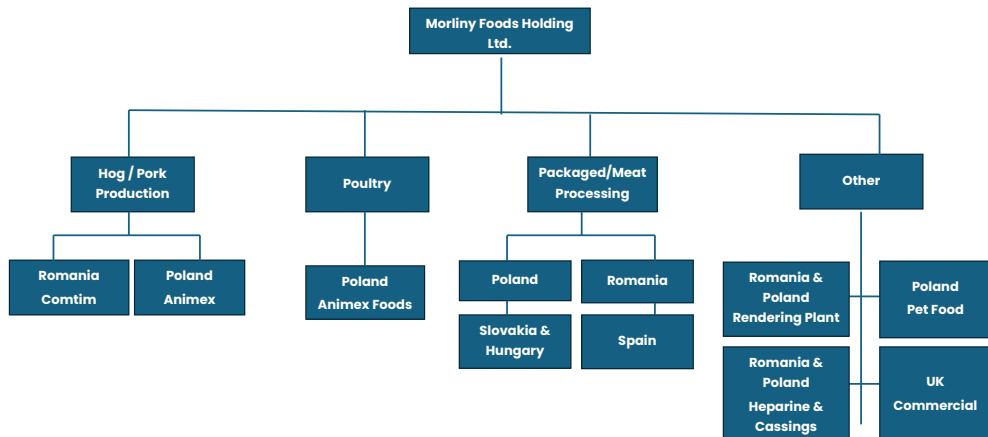 Morliny Foods Holding
Ltd.
Hog / Pork
Production
Poultry
Packaged/Meat
Processing
Other
Romania
Comtim
Poland
Animex
Poland
Animex Foods
Poland
Romania
Slovakia &
Hungary
Spain
Romania &
Poland
Rendering Plant
Poland
Pet Food
Romania &
Poland
Heparine &
Cassings
UK
Commercial